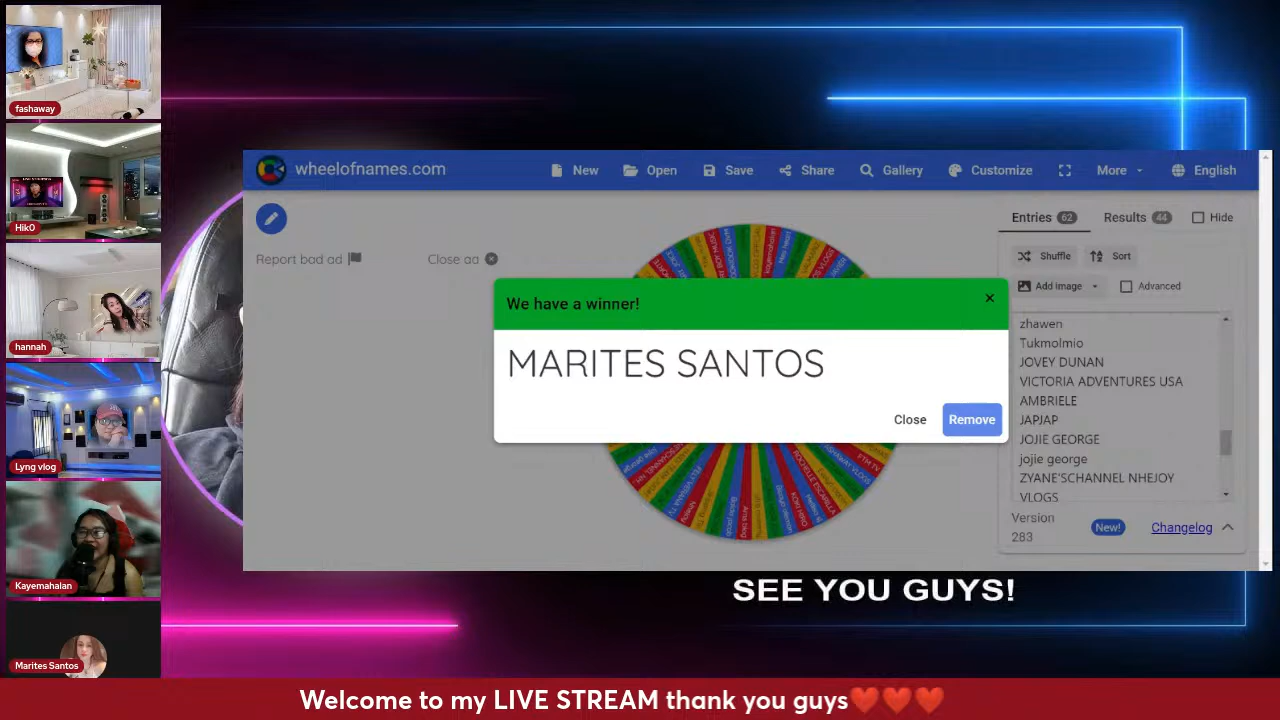 fashaway
Hik0
hannah
Lyng vlog
Kayemahalan
Marites Santos
wheelofnames.com
New
Open
Save
Share
Gallery
Customize
More
English
Report bad ad
Close ad
Entries 62
Results 44
Hide
Shuffle
Sort
Add image
Advanced
zhawen
Tukmolmio
JOVEY DUNAN
VICTORIA ADVENTURES USA
AMBRIELE
JAPJAP
JOJIE GEORGE
jojie george
ZYANE'SCHANNEL NHEJOY
VLOGS
Version
283
New!
Changelog
We have a winner!
MARITES SANTOS
Close
Remove
SEE YOU GUYS!
Welcome to my LIVE STREAM thank you guys❤️❤️❤️